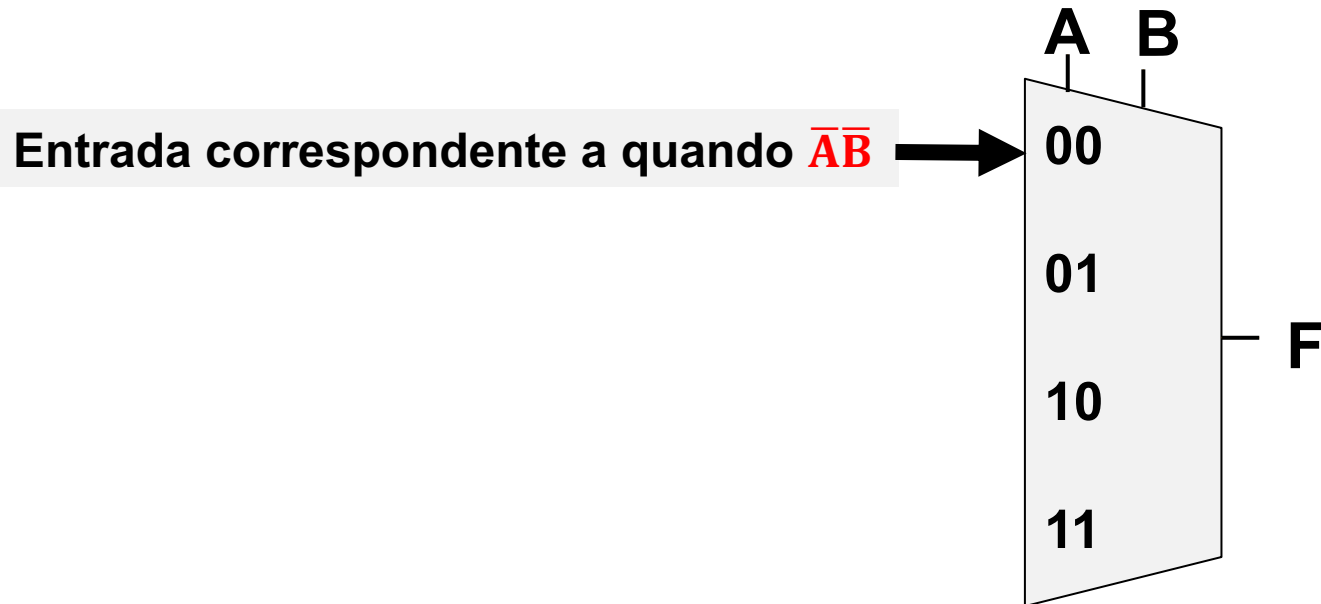 A B
Entrada correspondente a quando A̅B̅
00
01
F
10
11